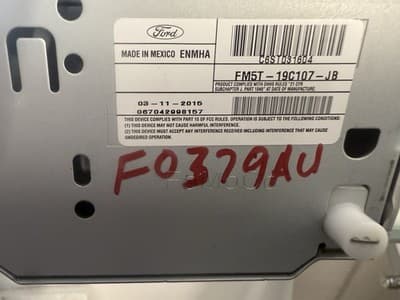 Ford
MADE IN MEXICO ENMHA
C6ST091604
FM5T-19C107-JB
PRODUCT COMPLIES WITH DHHS RULES "21 CFR
SUBCHAPTER J. PART 1040" AT DATE OF MANUFACTURE.
03-11-2015
067042998157
THIS DEVICE COMPLIES WITH PART 15 OF FCC RULES. OPERATION IS SUBJECT TO THE FOLLOWING CONDITIONS:
(1) THIS DEVICE MAY NOT CAUSE HARMFUL INTERFERENCE.
(2) THIS DEVICE MUST ACCEPT ANY INTERFERENCE RECEIVED INCLUDING INTERFERENCE THAT MAY CAUSE
UNDESIRED OPERATION.
F0379AU